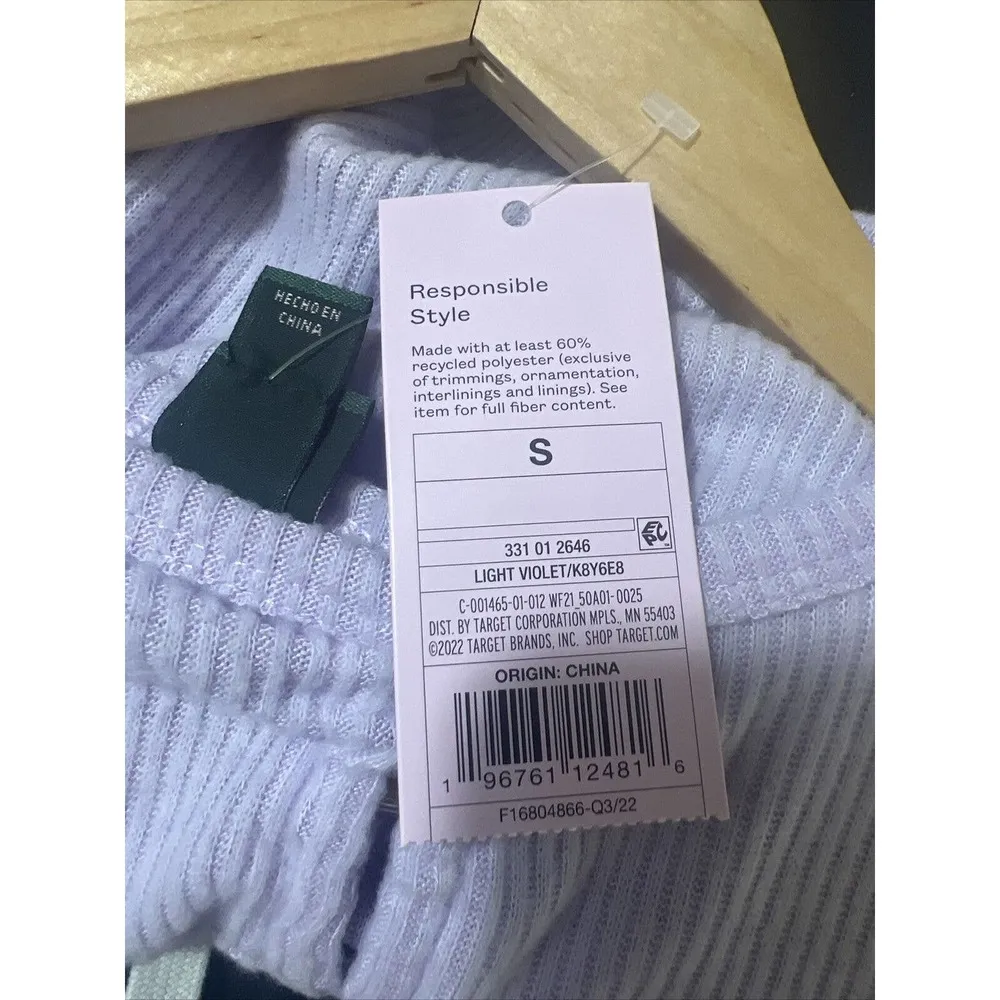 HECHO EN
CHINA
Responsible
Style
Made with at least 60%
recycled polyester (exclusive
of trimmings, ornamentation,
interlinings and linings). See
item for full fiber content.
S
EPC
331 01 2646
LIGHT VIOLET/K8Y6E8
C-001465-01-012 WF21_50A01-0025
DIST. BY TARGET CORPORATION MPLS., MN 55403
©2022 TARGET BRANDS, INC. SHOP TARGET.COM
ORIGIN: CHINA
1 96761 12481 6
F16804866-Q3/22